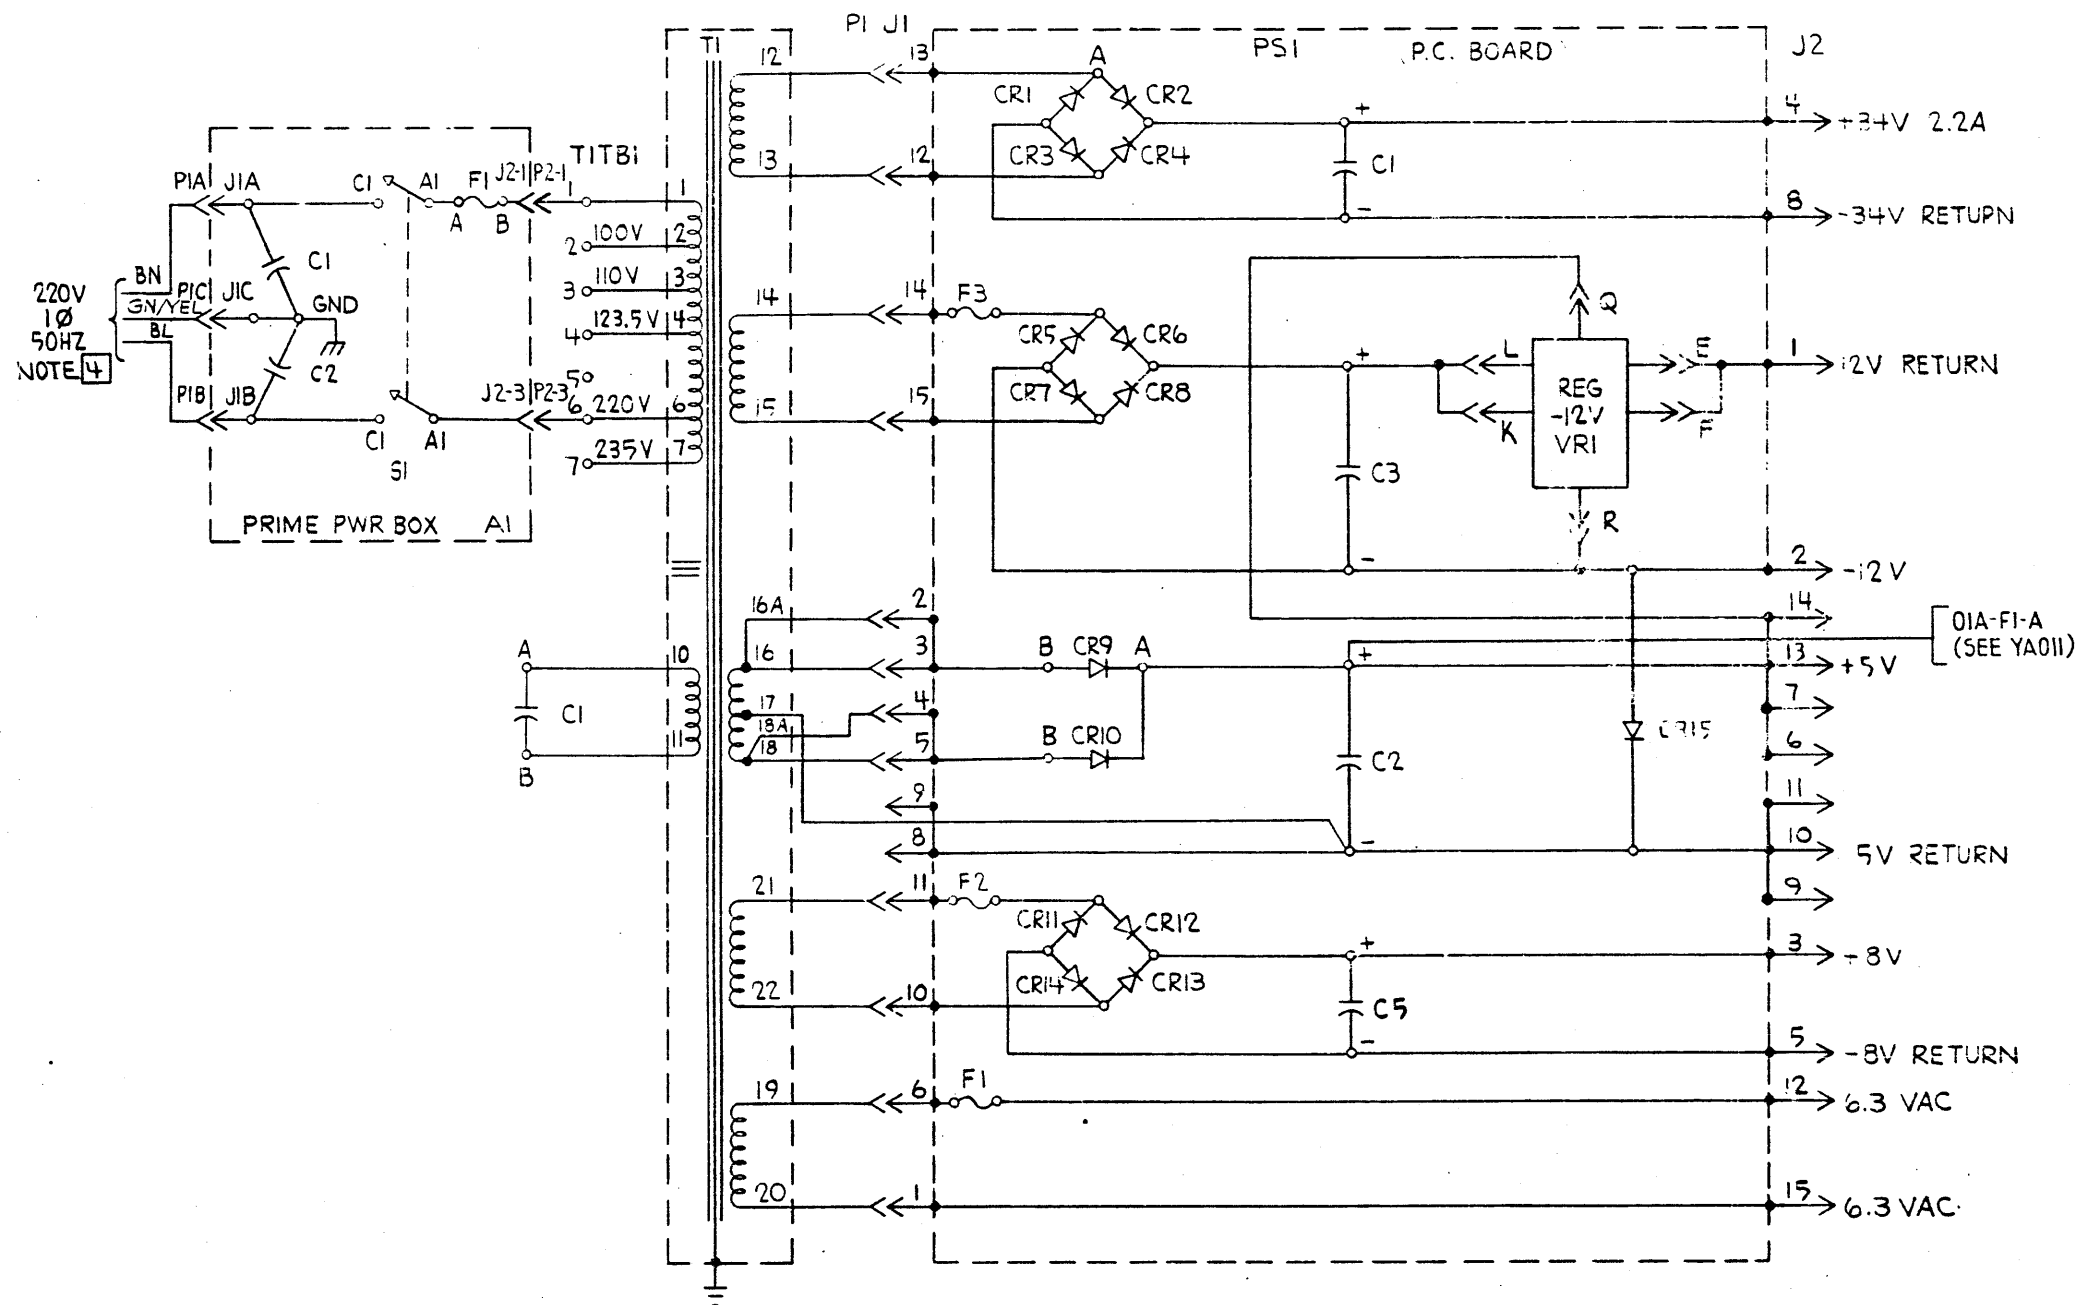 P1 J1
PS1 P.C. BOARD J2
T1
12 13 A
CR1 CR2
4 +34V 2.2A
CR3 CR4 C1
13 12
8 -34V RETUPN
T1TB1
P1A J1A C1 A1 F1 J2-1 P2-1 1 1
A B
2 100V 2
C1
3 110V 3
BN
220V
1Ø
50HZ
NOTE 4
P1C J1C GND
GN/YEL
BL
4 123.5V 4
C2
5
P1B J1B J2-3 P2-3 6 220V 6
C1 A1
S1
7 235V 7
PRIME PWR BOX A1
14 14 F3
CR5 CR6
CR7 CR8
15 15
+
C3
-
Q
L E
REG
-12V
VR1
K F
R
1 12V RETURN
2 -12V
14
01A-F1-A
(SEE YA011)
16A 2
16 3 B CR9 A
+
13 +5V
17 4
7
18A
18 5 B CR10
6
C2
CR15
A 10
C1
B 11
9
11
8 -
10 5V RETURN
9
21 11 F2
CR11 CR12
+
3 +8V
CR14 CR13
C5
22 10
-
5 -8V RETURN
19 6 F1
12 6.3 VAC
20 1
15 6.3 VAC